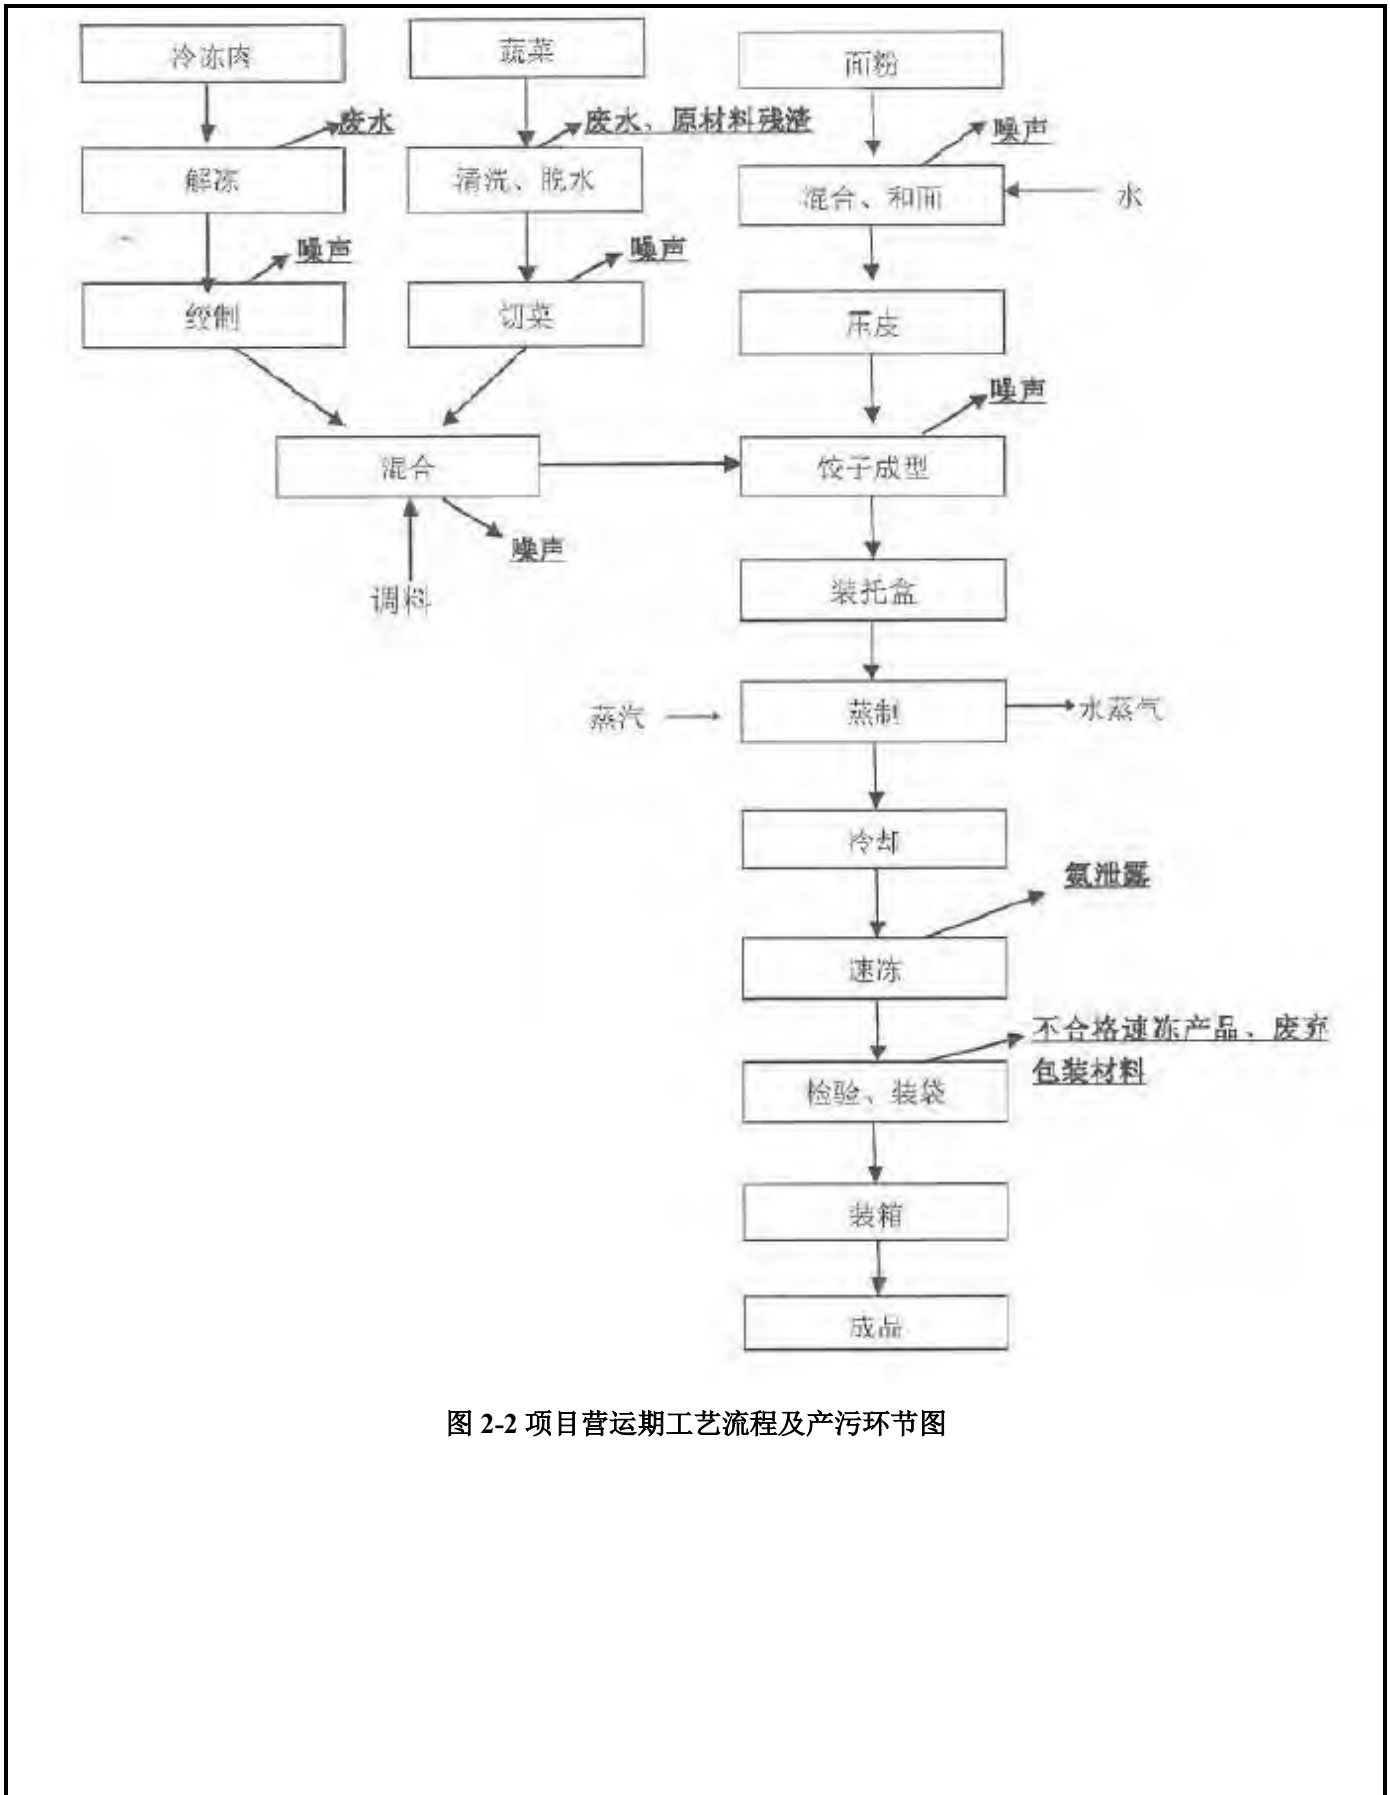 冷冻肉
蔬菜
面粉
废水
废水、原材料残渣
噪声
解冻
清洗、脱水
混合、和面
水
噪声
噪声
绞制
切菜
压皮
噪声
混合
饺子成型
噪声
调料
装托盒
蒸汽
蒸制
水蒸气
冷却
氨泄露
速冻
不合格速冻产品、废弃
包装材料
检验、装袋
装箱
成品
图 2-2 项目营运期工艺流程及产污环节图